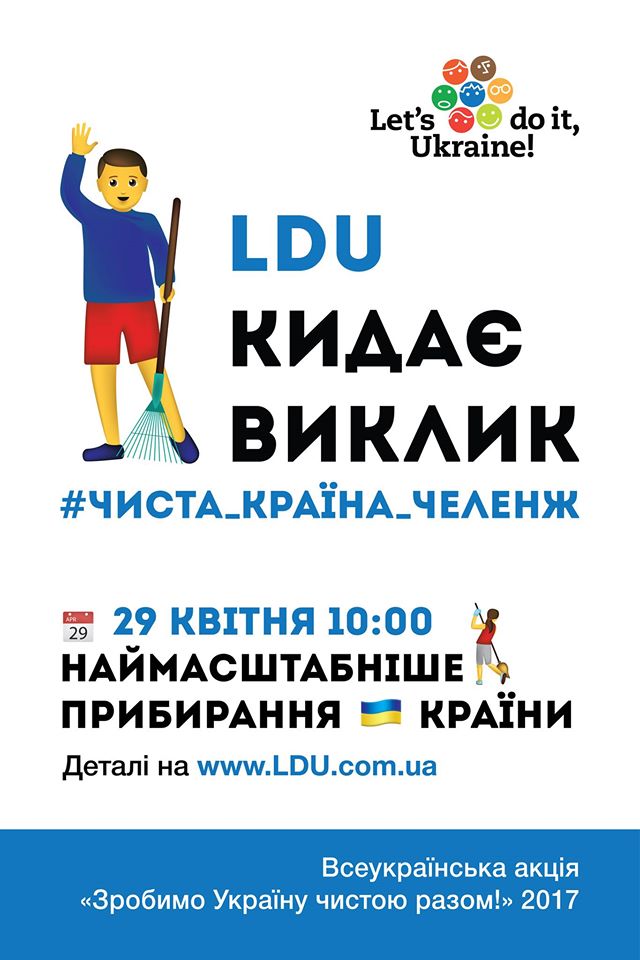 Let's do it,
Ukraine!
LDU
КИДАЄ
ВИКЛИК
#ЧИСТА_КРАЇНА_ЧЕЛЕНЖ
APR
29
29 КВІТНЯ 10:00
НАЙМАСШТАБНІШЕ
ПРИБИРАННЯ КРАЇНИ
Деталі на www.LDU.com.ua
Всеукраїнська акція
«Зробимо Україну чистою разом!» 2017